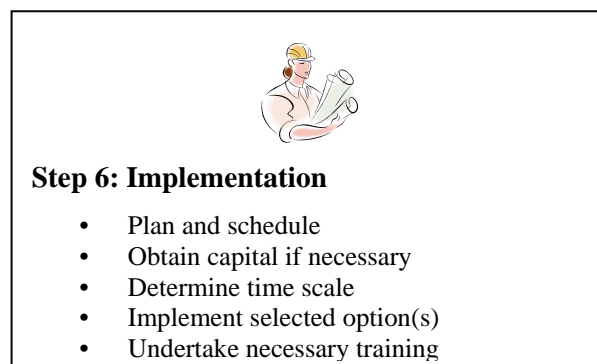 Step 6: Implementation
• Plan and schedule
• Obtain capital if necessary
• Determine time scale
• Implement selected option(s)
• Undertake necessary training